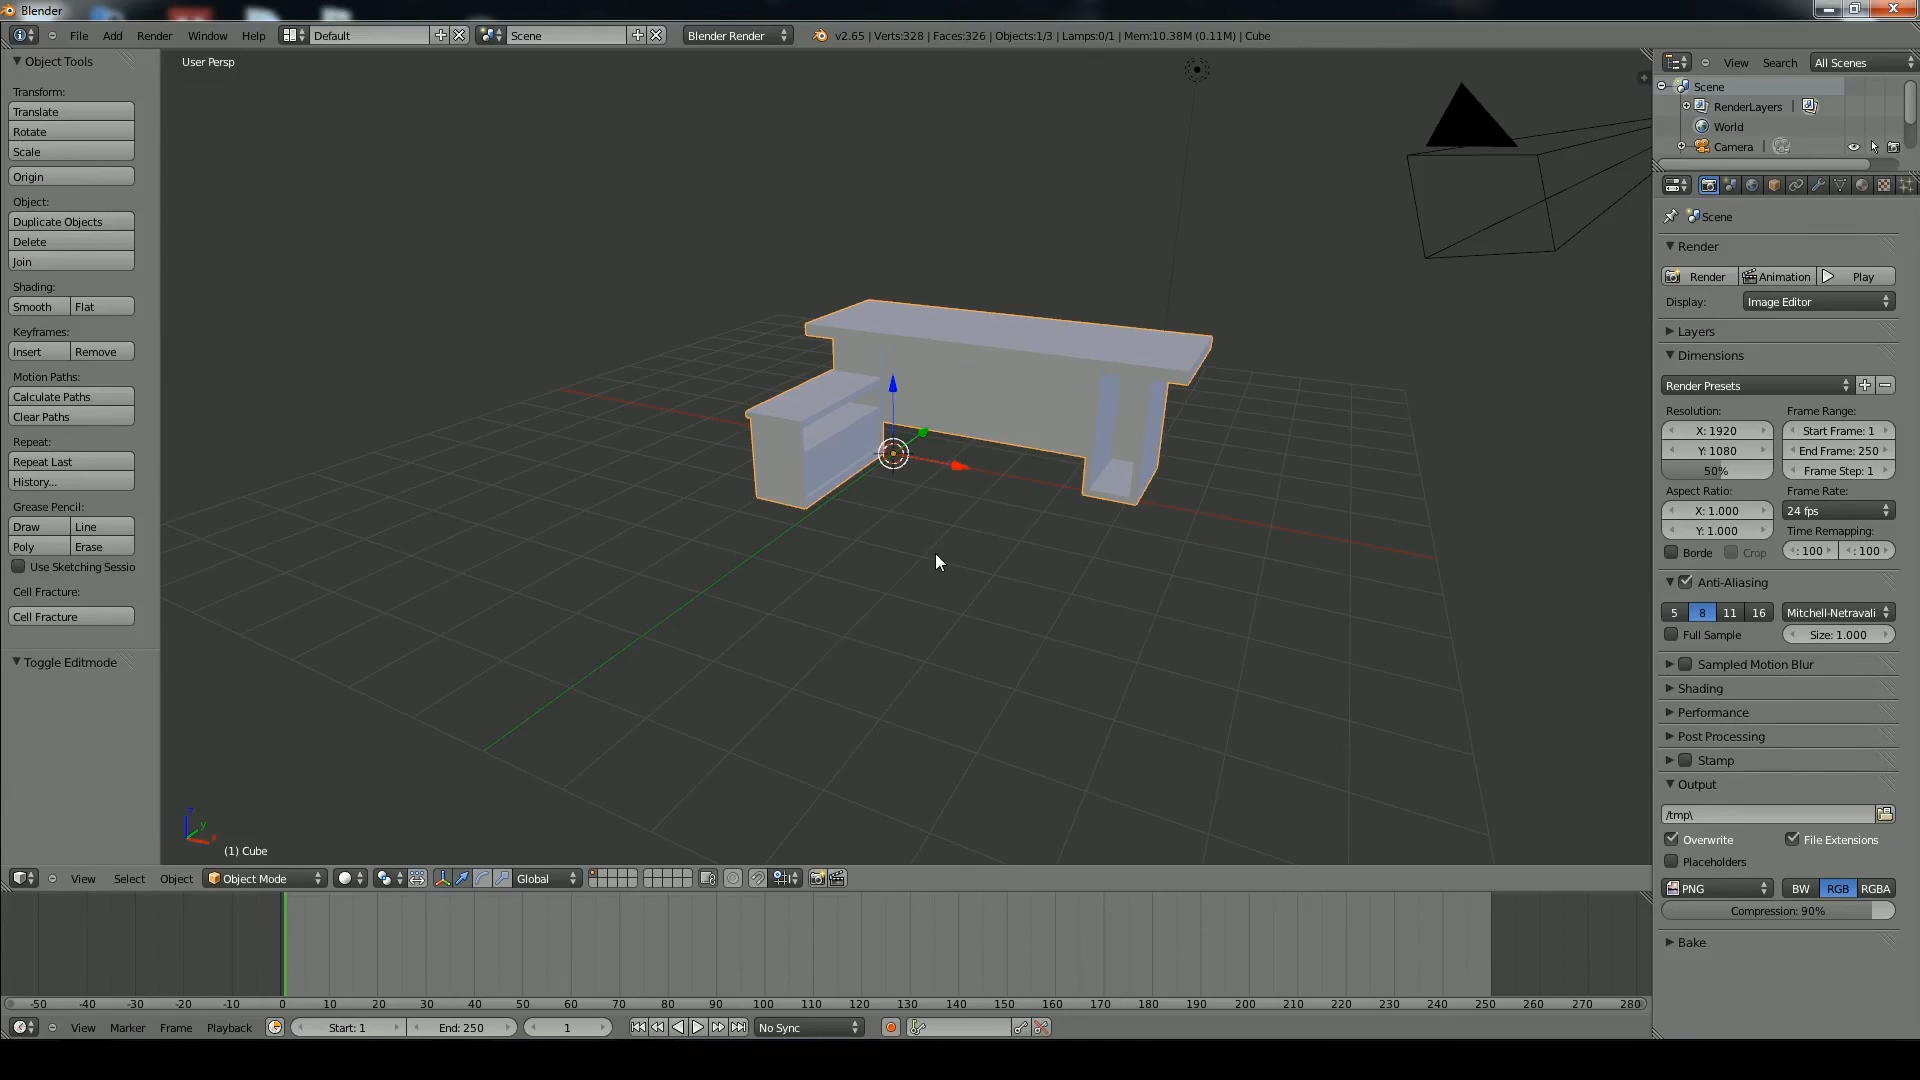 Blender
File Add Render Window Help Default Scene Blender Render v2.65 | Verts:328 | Faces:326 | Objects:1/3 | Lamps:0/1 | Mem:10.38M (0.11M) | Cube
Object Tools
Transform:
Translate
Rotate
Scale
Origin
Object:
Duplicate Objects
Delete
Join
Shading:
Smooth Flat
Keyframes:
Insert Remove
Motion Paths:
Calculate Paths
Clear Paths
Repeat:
Repeat Last
History...
Grease Pencil:
Draw Line
Poly Erase
Use Sketching Sessio
Cell Fracture:
Cell Fracture
Toggle Editmode
User Persp
(1) Cube
View Search All Scenes
Scene
RenderLayers |
World
Camera |
Scene
Render
Render Animation Play
Display: Image Editor
Layers
Dimensions
Render Presets
Resolution: Frame Range:
X: 1920 Start Frame: 1
Y: 1080 End Frame: 250
50% Frame Step: 1
Aspect Ratio: Frame Rate:
X: 1.000 24 fps
Y: 1.000 Time Remapping:
Borde Crop : 100 : 100
Anti-Aliasing
5 8 11 16 Mitchell-Netravali
Full Sample Size: 1.000
Sampled Motion Blur
Shading
Performance
Post Processing
Stamp
Output
/tmp\
Overwrite File Extensions
Placeholders
PNG BW RGB RGBA
Compression: 90%
Bake
View Select Object Object Mode Global
-50 -40 -30 -20 -10 0 10 20 30 40 50 60 70 80 90 100 110 120 130 140 150 160 170 180 190 200 210 220 230 240 250 260 270 280
View Marker Frame Playback Start: 1 End: 250 1 No Sync